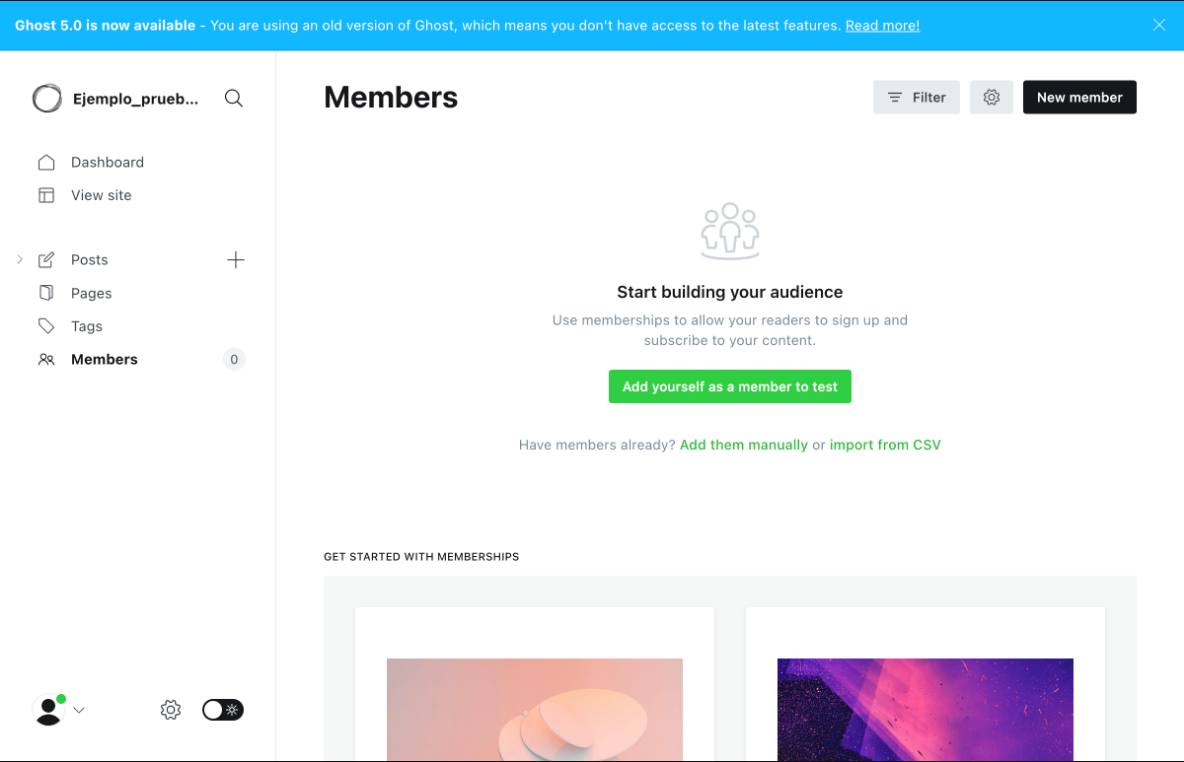 Ghost 5.0 is now available - You are using an old version of Ghost, which means you don't have access to the latest features. Read more!
Ejemplo_prueb...
Dashboard
View site
Posts
Pages
Tags
Members 0
Members
Filter
New member
Start building your audience
Use memberships to allow your readers to sign up and
subscribe to your content.
Add yourself as a member to test
Have members already? Add them manually or import from CSV
GET STARTED WITH MEMBERSHIPS